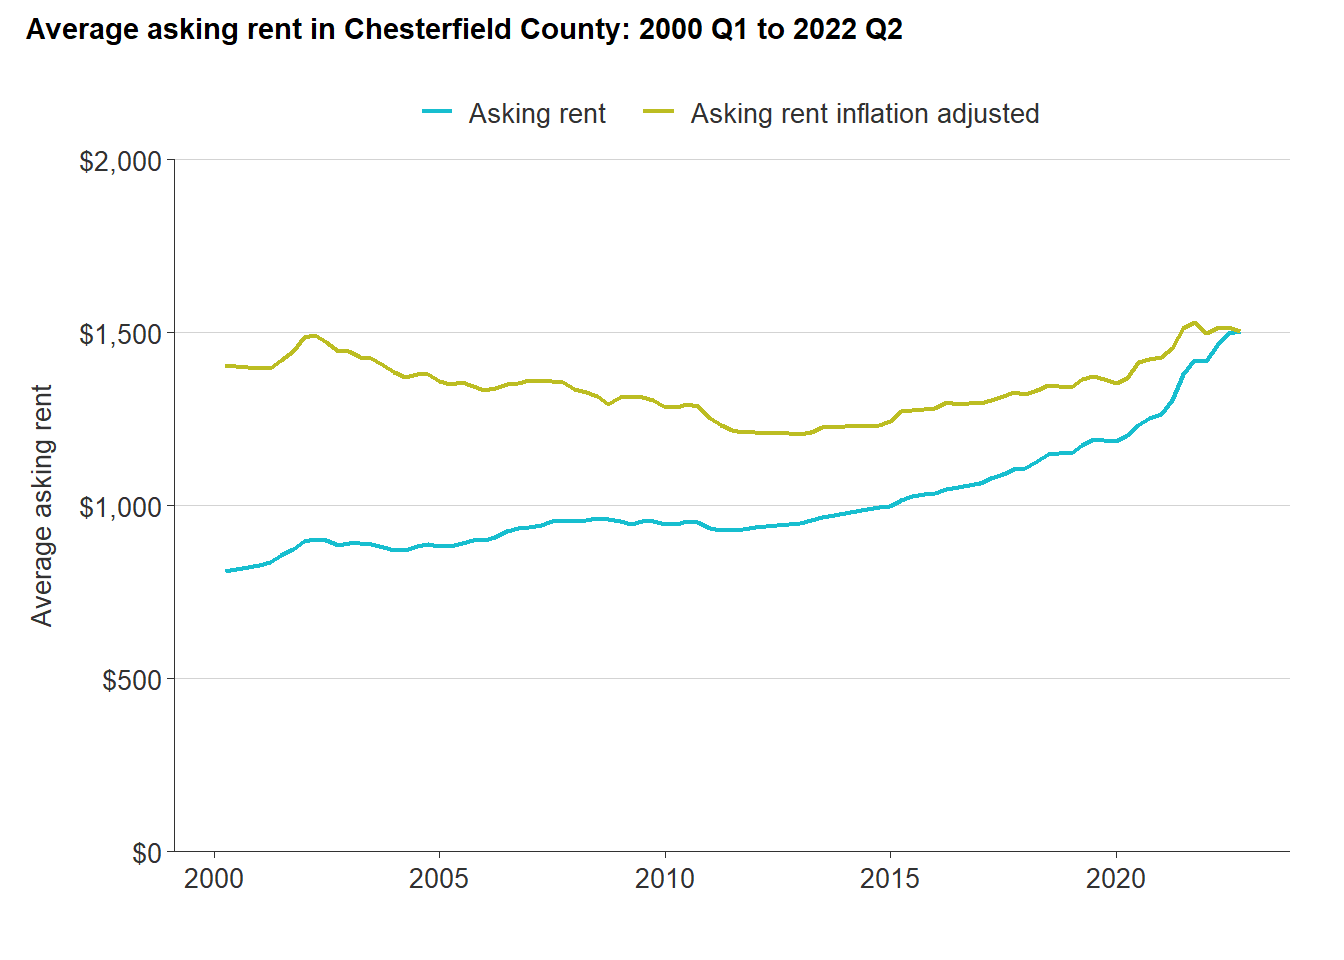 Average asking rent in Chesterfield County: 2000 Q1 to 2022 Q2
Asking rent Asking rent inflation adjusted
$2,000
$1,500
$1,000
$500
$0
Average asking rent
2000 2005 2010 2015 2020